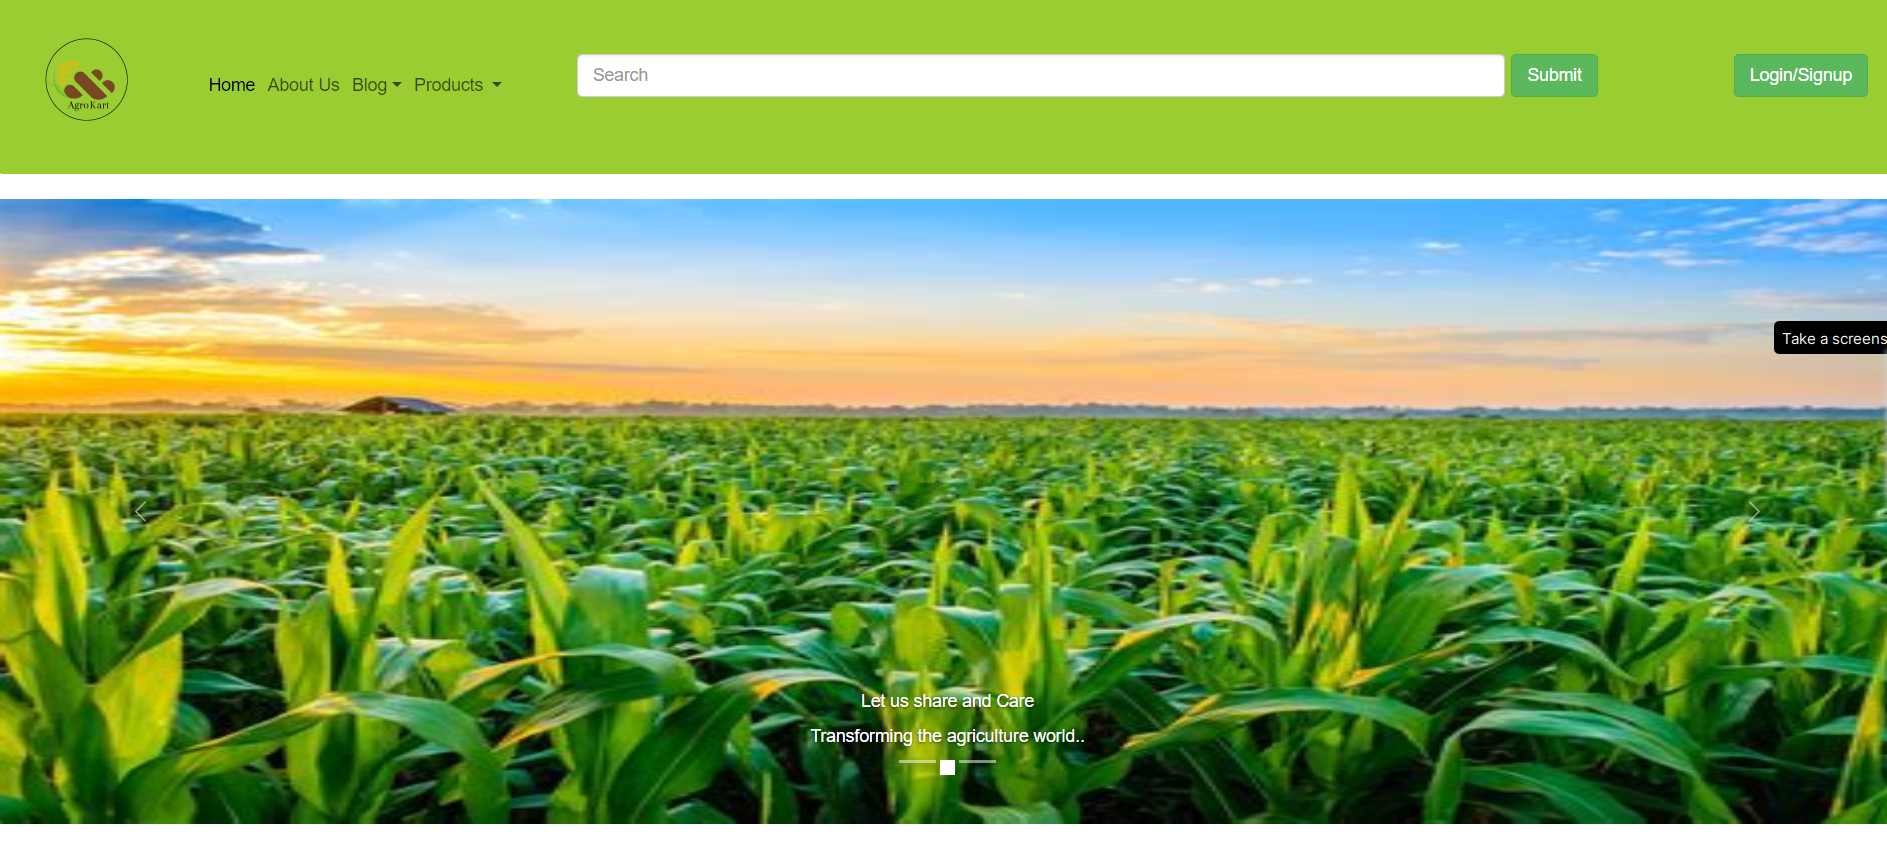 AgroKart
Home About Us Blog Products
Search
Submit
Login/Signup
Take a screens
Let us share and Care
Transforming the agriculture world..